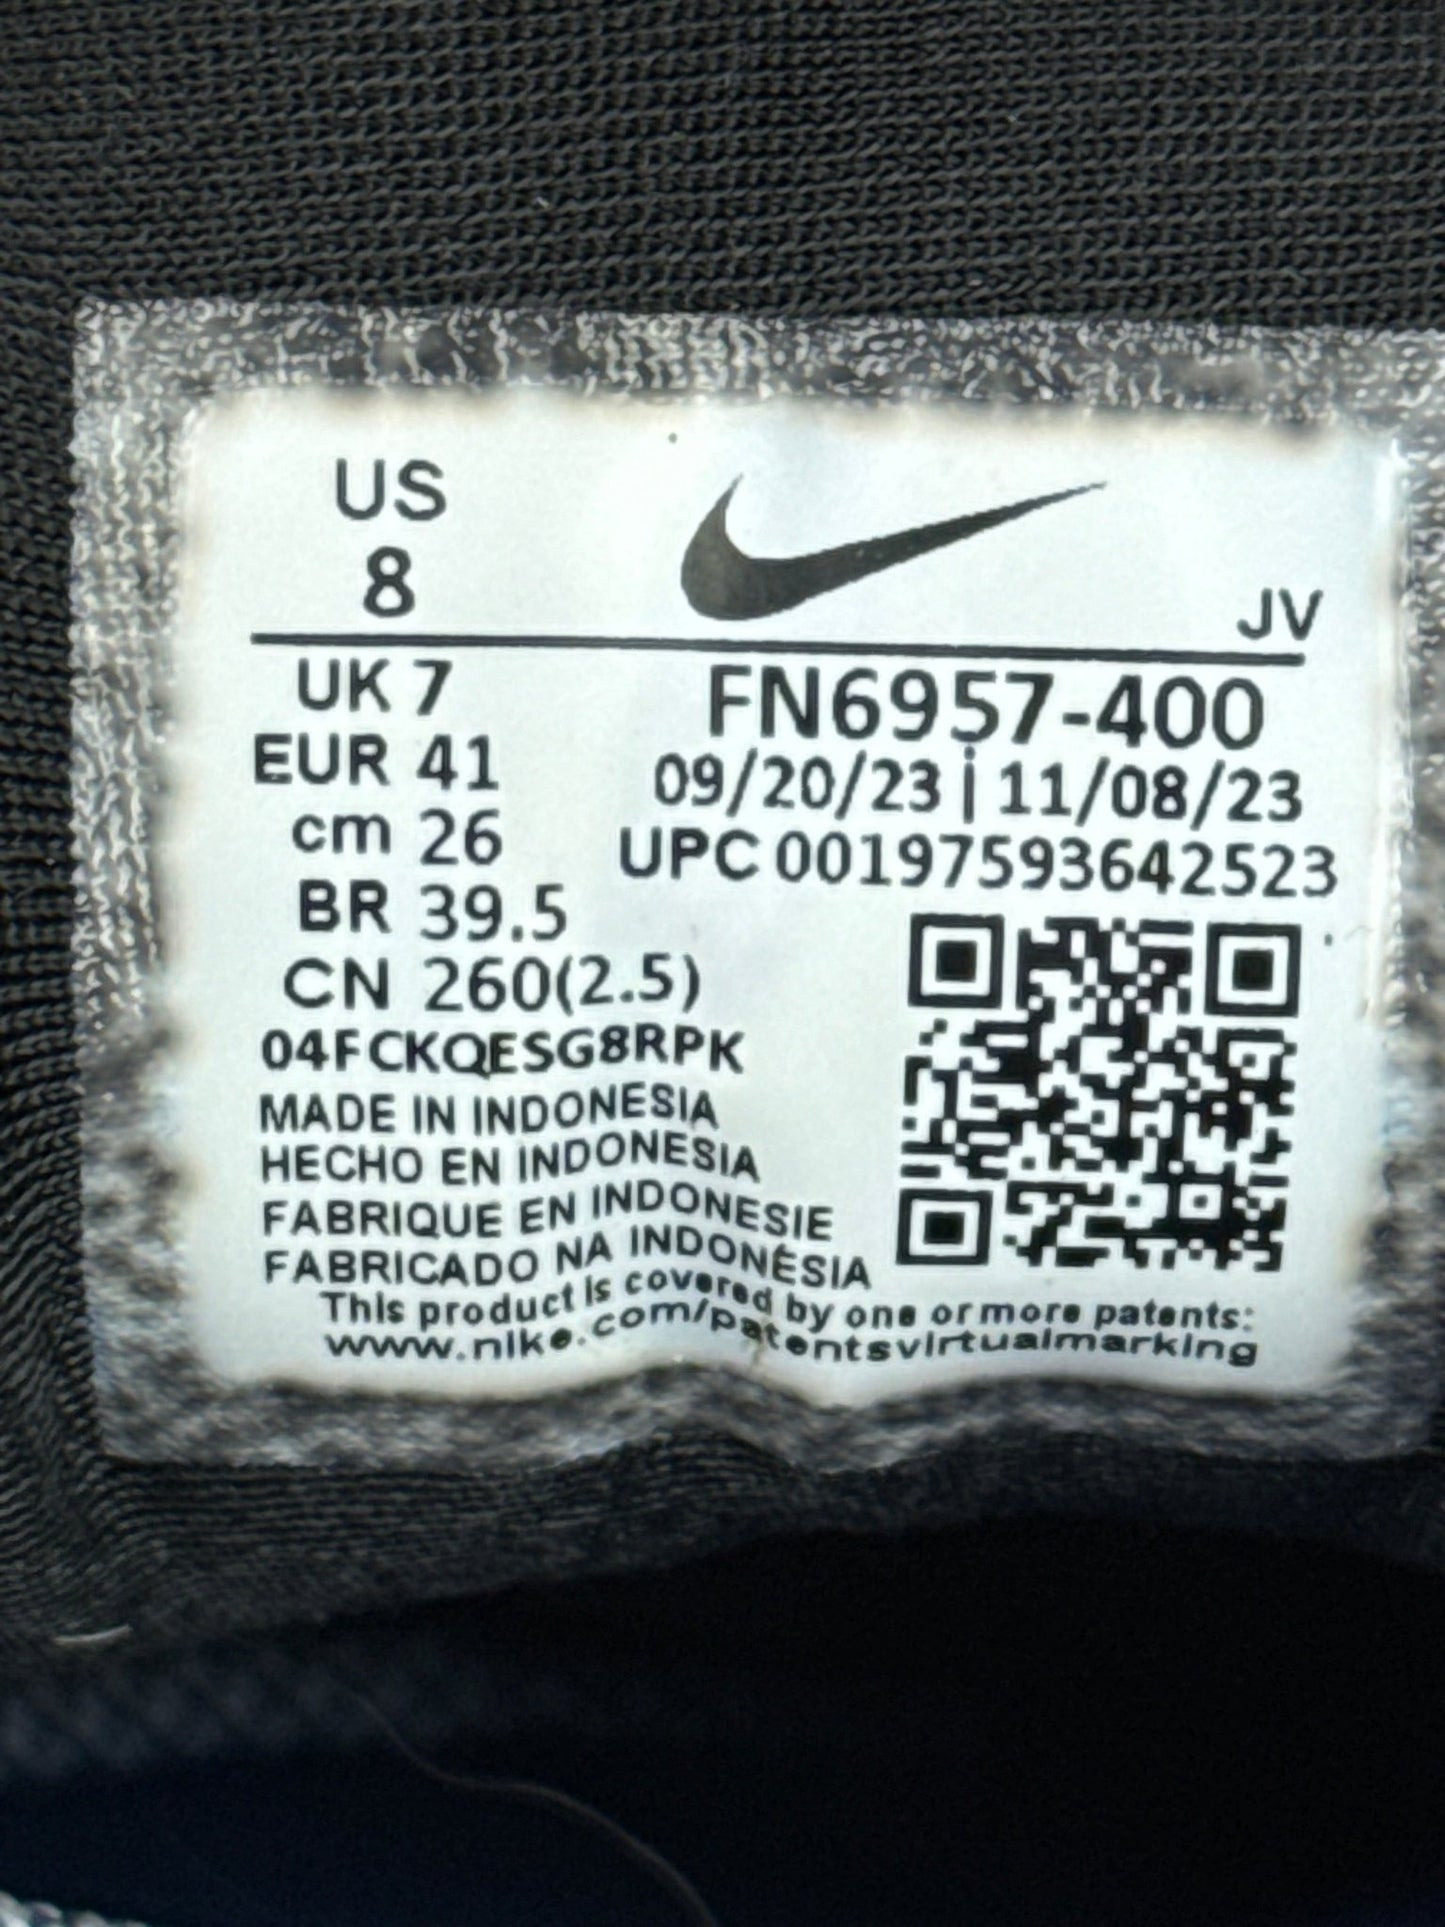 US
8
JV
UK 7
EUR 41
cm 26
BR 39.5
CN 260(2.5)
FN6957-400
09/20/23 | 11/08/23
UPC 00197593642523
04FCKQESG8RPK
MADE IN INDONESIA
HECHO EN INDONESIA
FABRIQUE EN INDONESIE
FABRICADO NA INDONÉSIA
This product is covered by one or more patents:
www.nike.com/patentsvirtualmarking